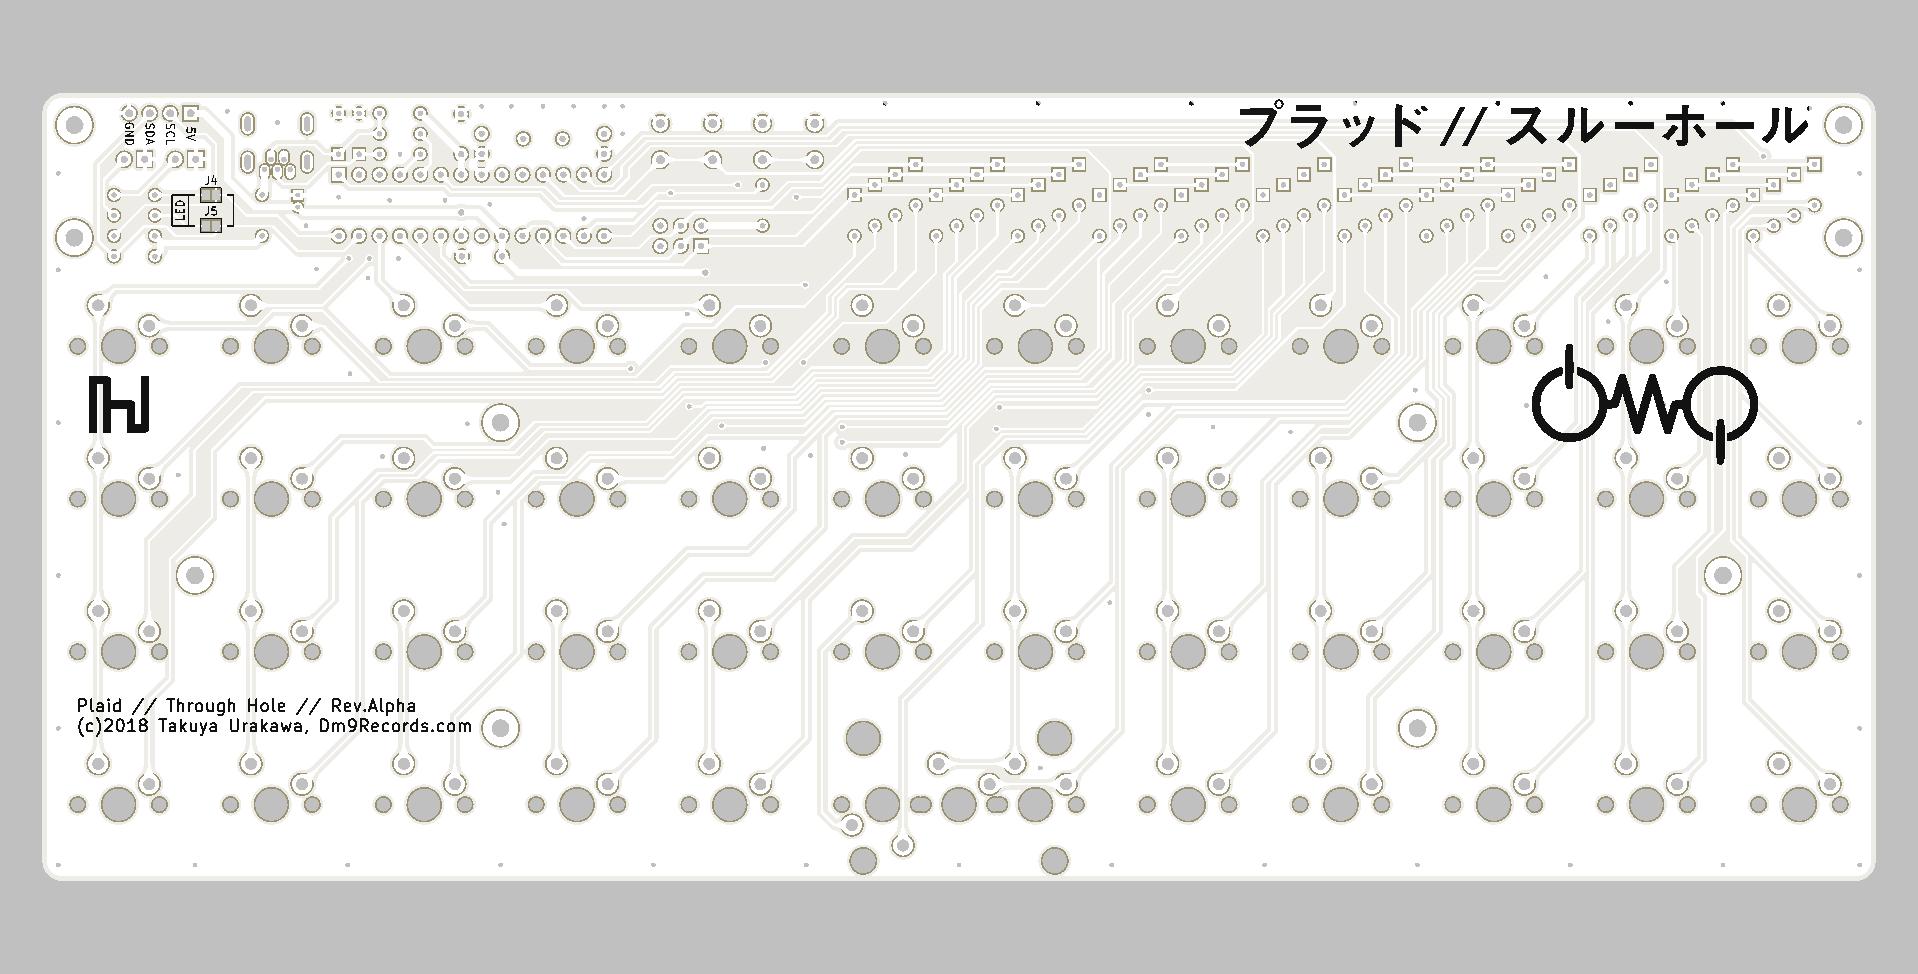 プラッド // スルーホール
GND
SDA
SCL
5V
J4
LED
J5
Plaid // Through Hole // Rev.Alpha
(c)2018 Takuya Urakawa, Dm9Records.com